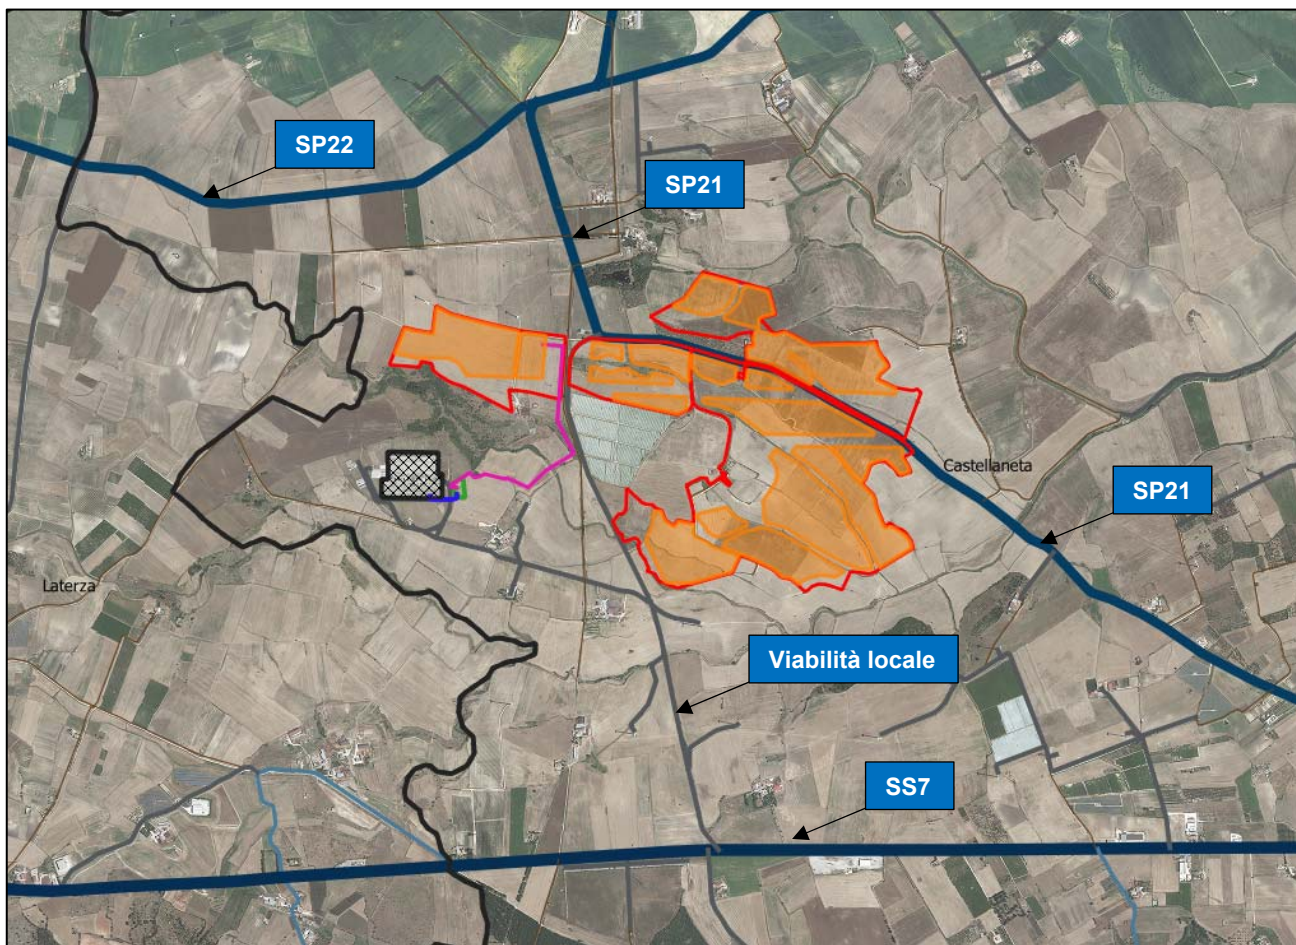 SP22
SP21
Castellaneta
SP21
Laterza
Viabilità locale
SS7